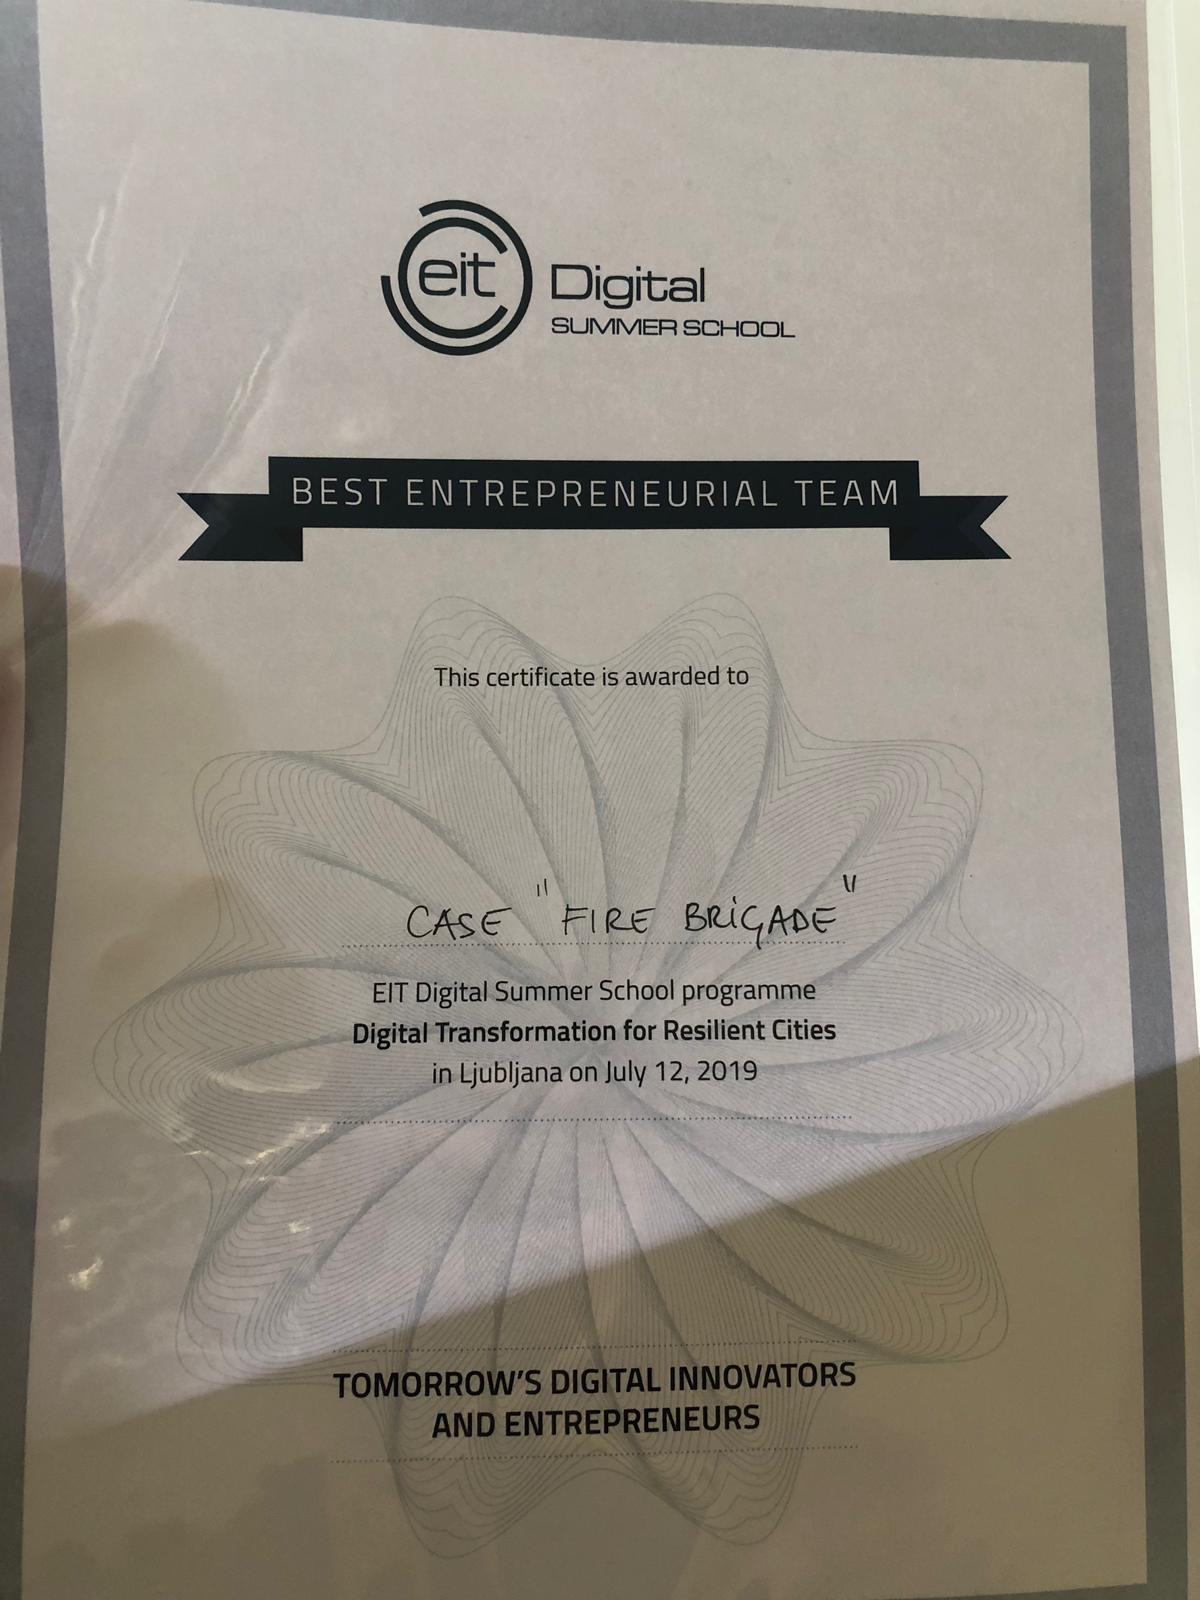 eit Digital
SUMMER SCHOOL
BEST ENTREPRENEURIAL TEAM
This certificate is awarded to
CASE "FIRE BRIGADE"
EIT Digital Summer School programme
Digital Transformation for Resilient Cities
in Ljubljana on July 12, 2019
TOMORROW'S DIGITAL INNOVATORS
AND ENTREPRENEURS